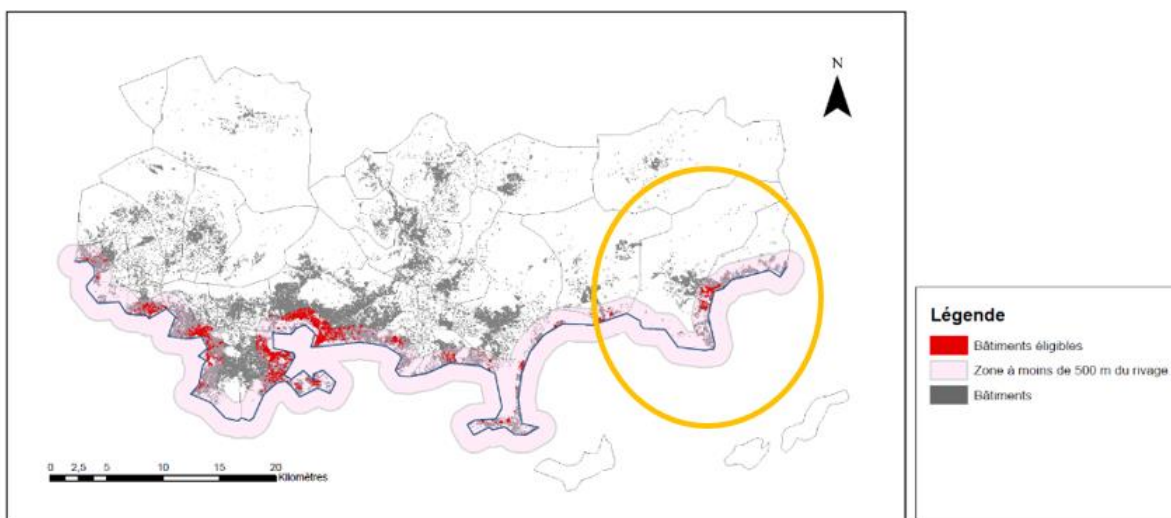 N
0 2,5 5 10 15 20
Kilomètres
Légende
Bâtiments éligibles
Zone à moins de 500 m du rivage
Bâtiments